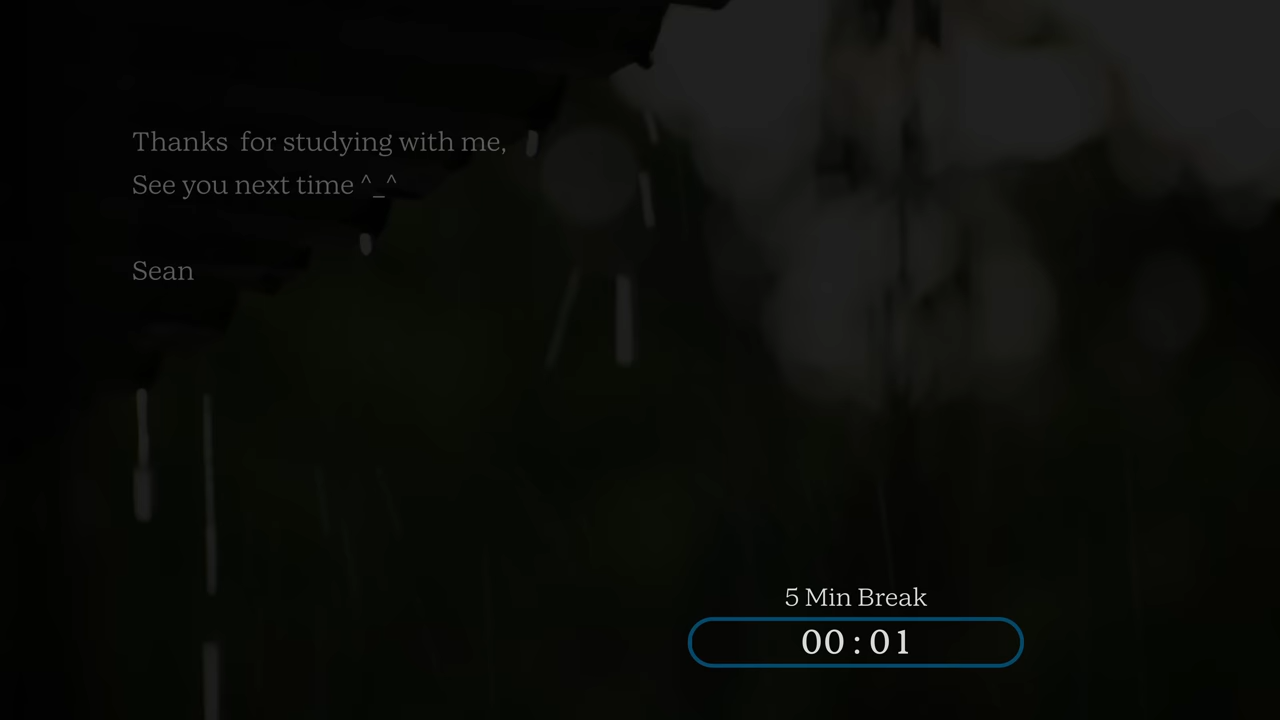 Thanks  for studying with me,
See you next time ^_^
Sean
5 Min Break
00:01